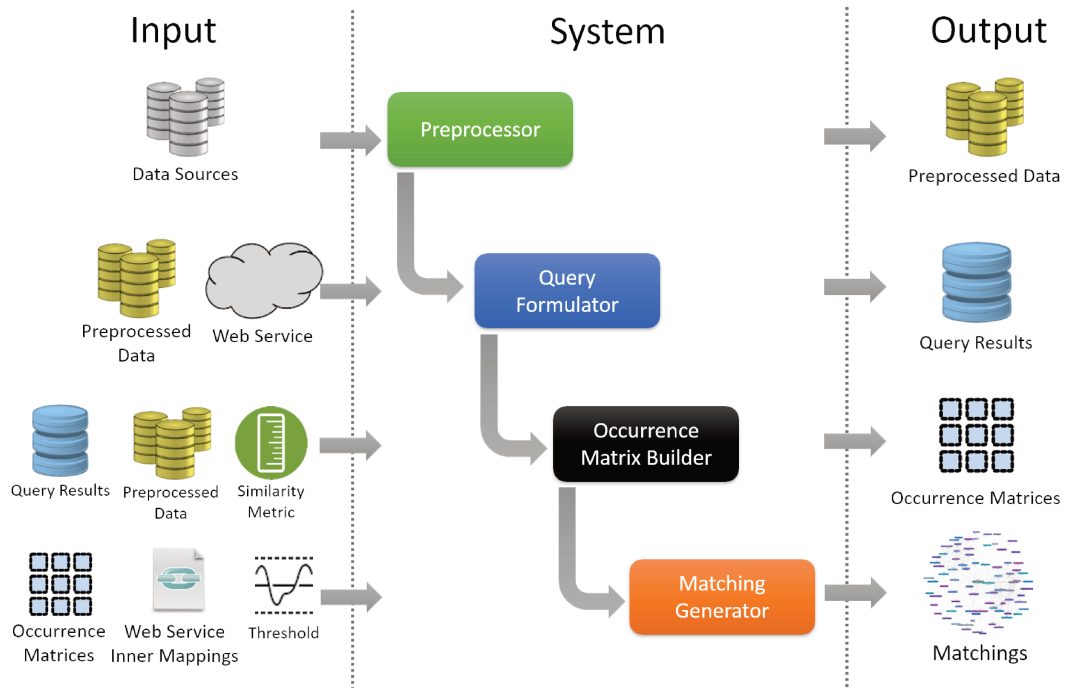 Input
System
Output
Data Sources
Preprocessor
Preprocessed Data
Preprocessed
Data
Web Service
Query
Formulator
Query Results
Query Results
Preprocessed
Data
Similarity
Metric
Occurrence
Matrix Builder
Occurrence Matrices
Occurrence
Matrices
Web Service
Inner Mappings
Threshold
Matching
Generator
Matchings